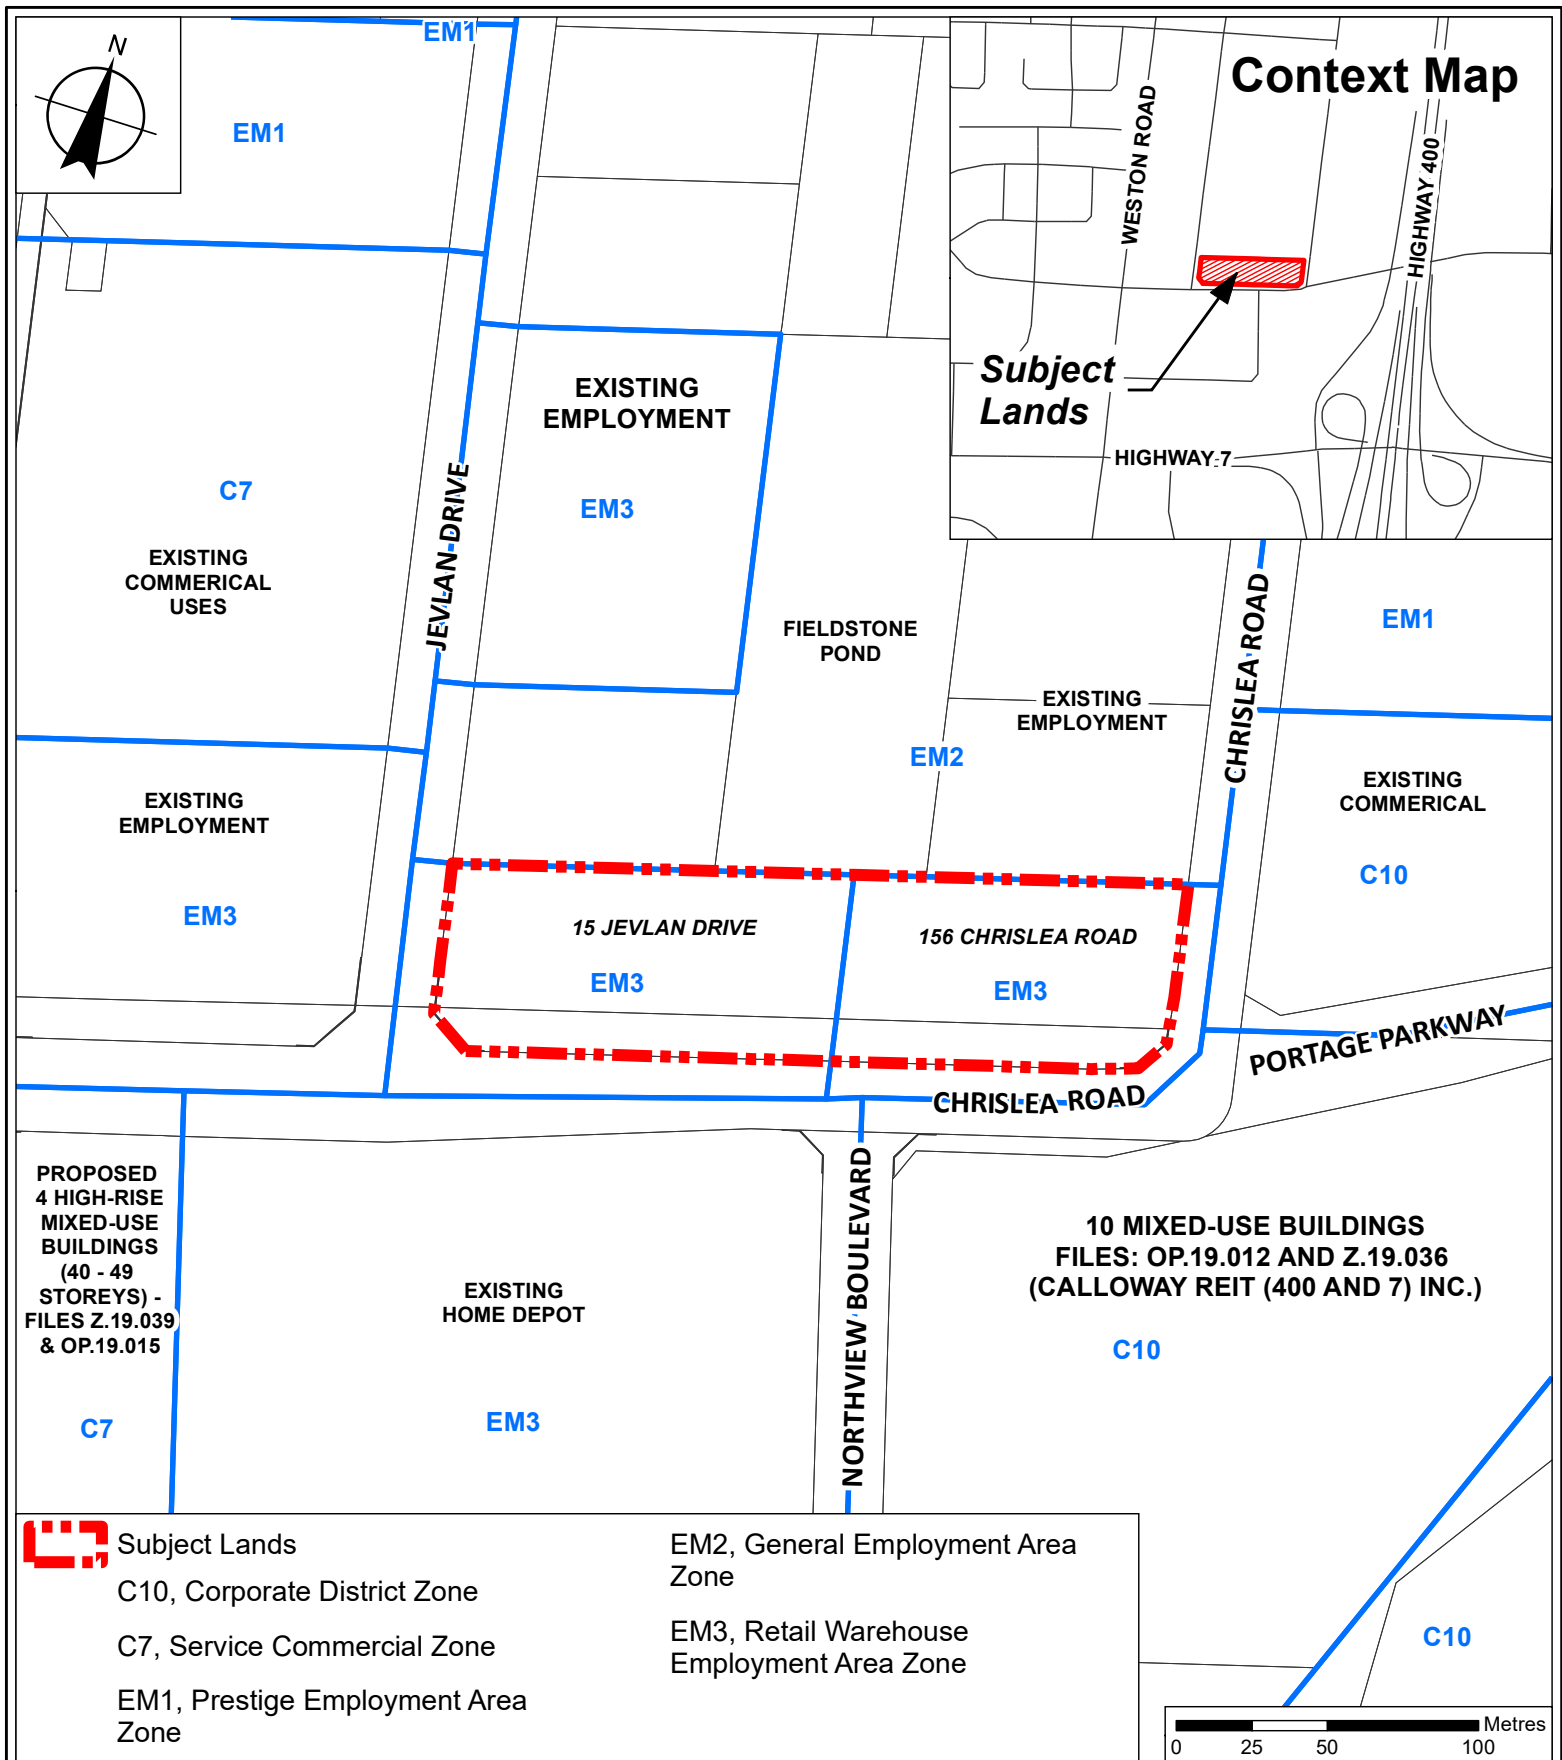 N
EM1
EM1
Context Map
WESTON ROAD
HIGHWAY 400
Subject
Lands
HIGHWAY 7
EXISTING
EMPLOYMENT
EM3
C7
EXISTING
COMMERICAL
USES
JEVLAN DRIVE
FIELDSTONE
POND
CHRISLEA ROAD
EM1
EXISTING
EMPLOYMENT
EM2
EXISTING
COMMERICAL
C10
EXISTING
EMPLOYMENT
EM3
15 JEVLAN DRIVE
EM3
156 CHRISLEA ROAD
EM3
PORTAGE PARKWAY
CHRISLEA ROAD
NORTHVIEW BOULEVARD
PROPOSED
4 HIGH-RISE
MIXED-USE
BUILDINGS
(40 - 49
STOREYS) -
FILES Z.19.039
& OP.19.015
C7
EXISTING
HOME DEPOT
EM3
10 MIXED-USE BUILDINGS
FILES: OP.19.012 AND Z.19.036
(CALLOWAY REIT (400 AND 7) INC.)
C10
C10
Subject Lands
C10, Corporate District Zone
C7, Service Commercial Zone
EM1, Prestige Employment Area
Zone
EM2, General Employment Area
Zone
EM3, Retail Warehouse
Employment Area Zone
Metres
0 25 50 100